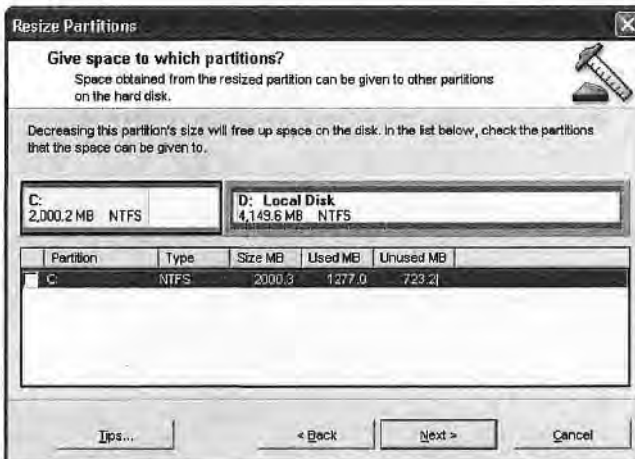 Resize Partitions
Give space to which partitions?
Space obtained from the resized partition can be given to other partitions
on the hard disk.
Decreasing this partition's size will free up space on the disk. In the list below, check the partitions
that the space can be given to.
C: D: Local Disk
2,000.2 MB NTFS 4,149.6 MB NTFS
Partition Type Size MB Used MB Unused MB
C: NTFS 2000.3 1277.0 723.2
Tips... < Back Next > Cancel